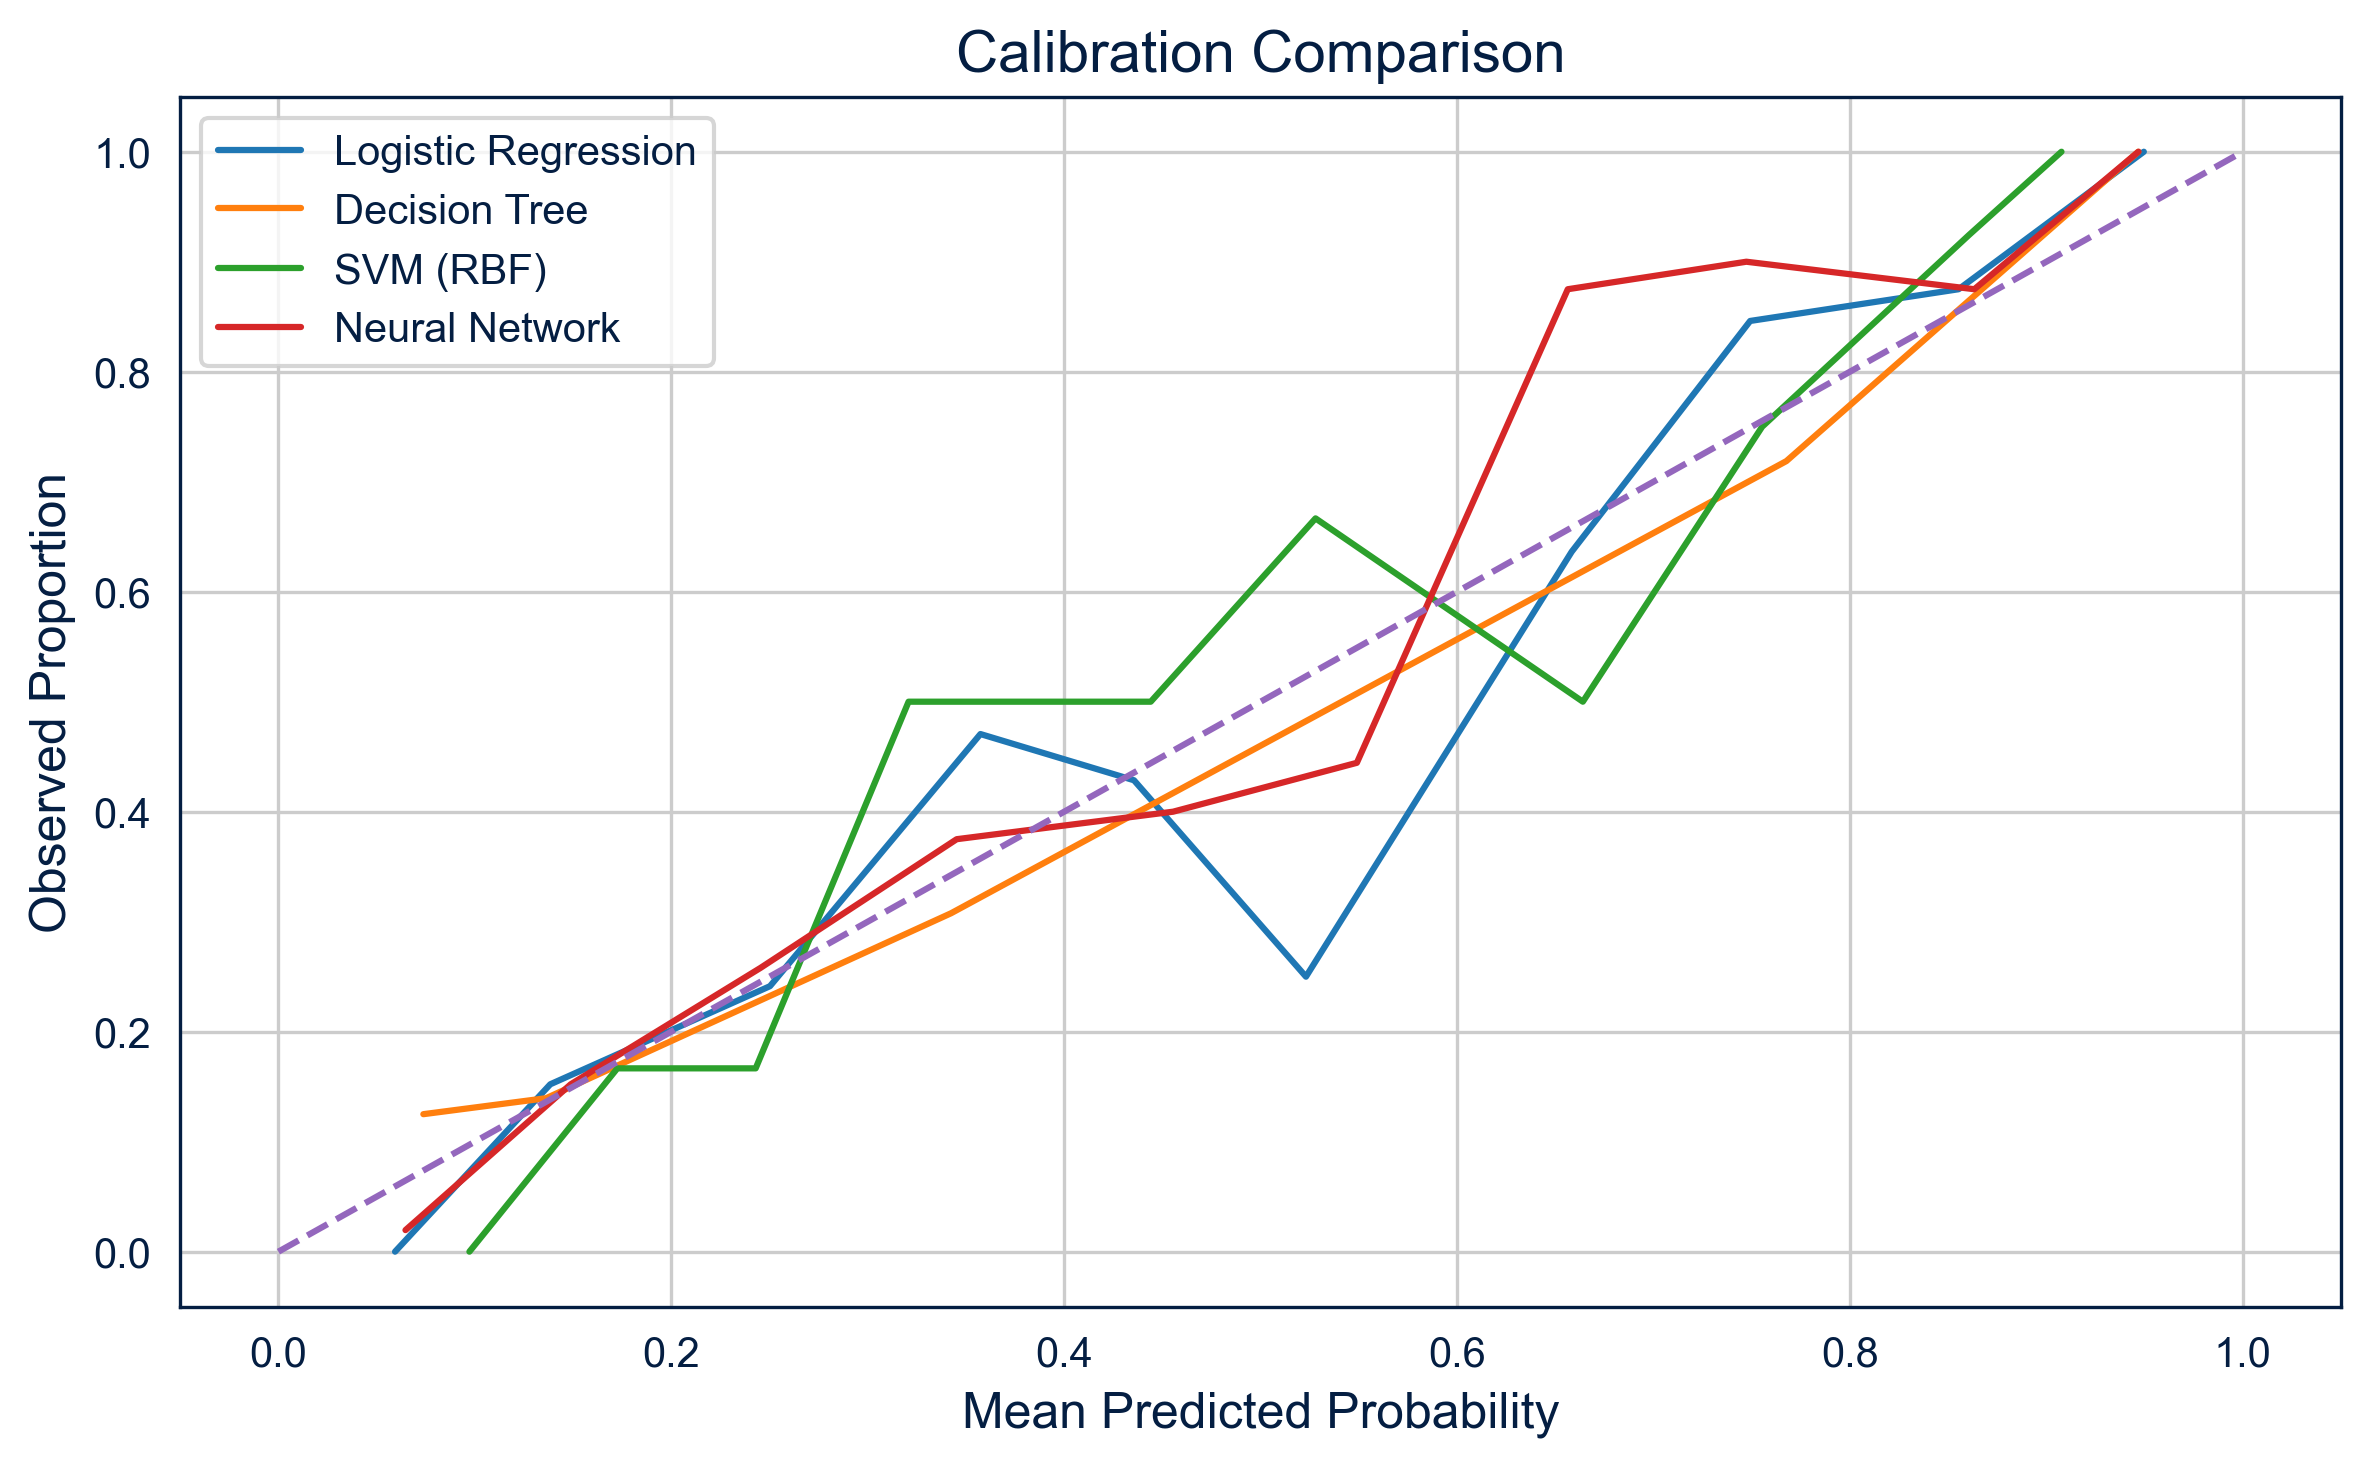 Calibration Comparison
Logistic Regression
Decision Tree
SVM (RBF)
Neural Network
Observed Proportion
1.0
0.8
0.6
0.4
0.2
0.0
0.0 0.2 0.4 0.6 0.8 1.0
Mean Predicted Probability